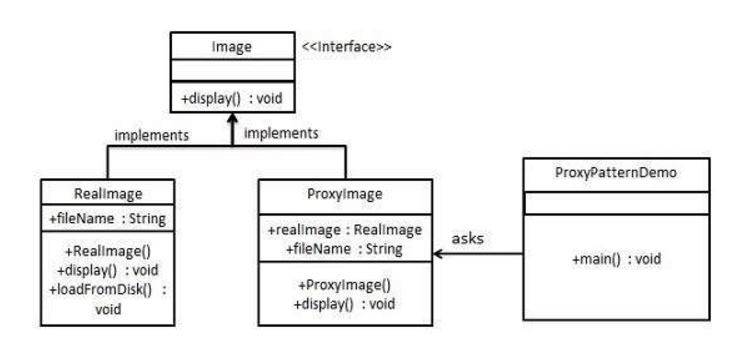 Image
<<Interface>>
+display() : void
implements
implements
RealImage
+fileName : String
+RealImage()
+display() : void
+loadFromDisk() :
void
ProxyImage
+realImage : RealImage
+fileName : String
+ProxyImage()
+display() : void
asks
ProxyPatternDemo
+main() : void